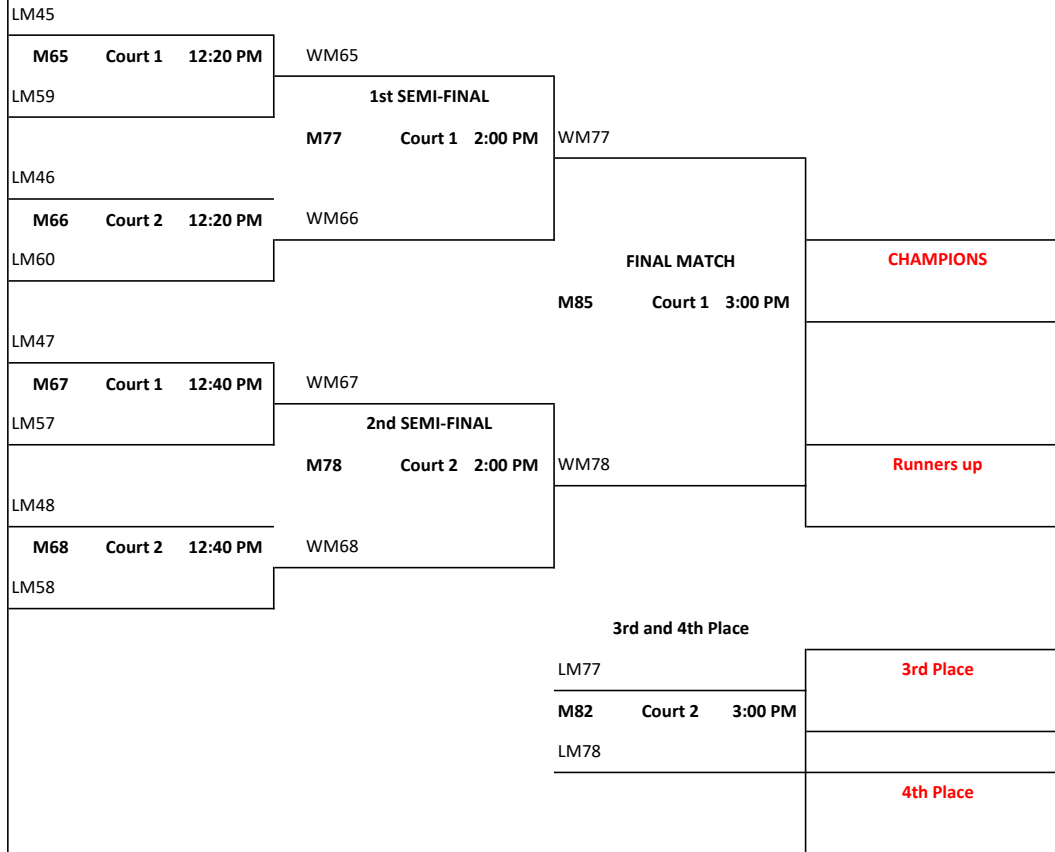 LM45
M65 Court 1 12:20 PM WM65
LM59 1st SEMI-FINAL
M77 Court 1 2:00 PM WM77
LM46
M66 Court 2 12:20 PM WM66
LM60 FINAL MATCH CHAMPIONS
M85 Court 1 3:00 PM
LM47
M67 Court 1 12:40 PM WM67
LM57 2nd SEMI-FINAL
M78 Court 2 2:00 PM WM78 Runners up
LM48
M68 Court 2 12:40 PM WM68
LM58
3rd and 4th Place
LM77 3rd Place
M82 Court 2 3:00 PM
LM78
4th Place